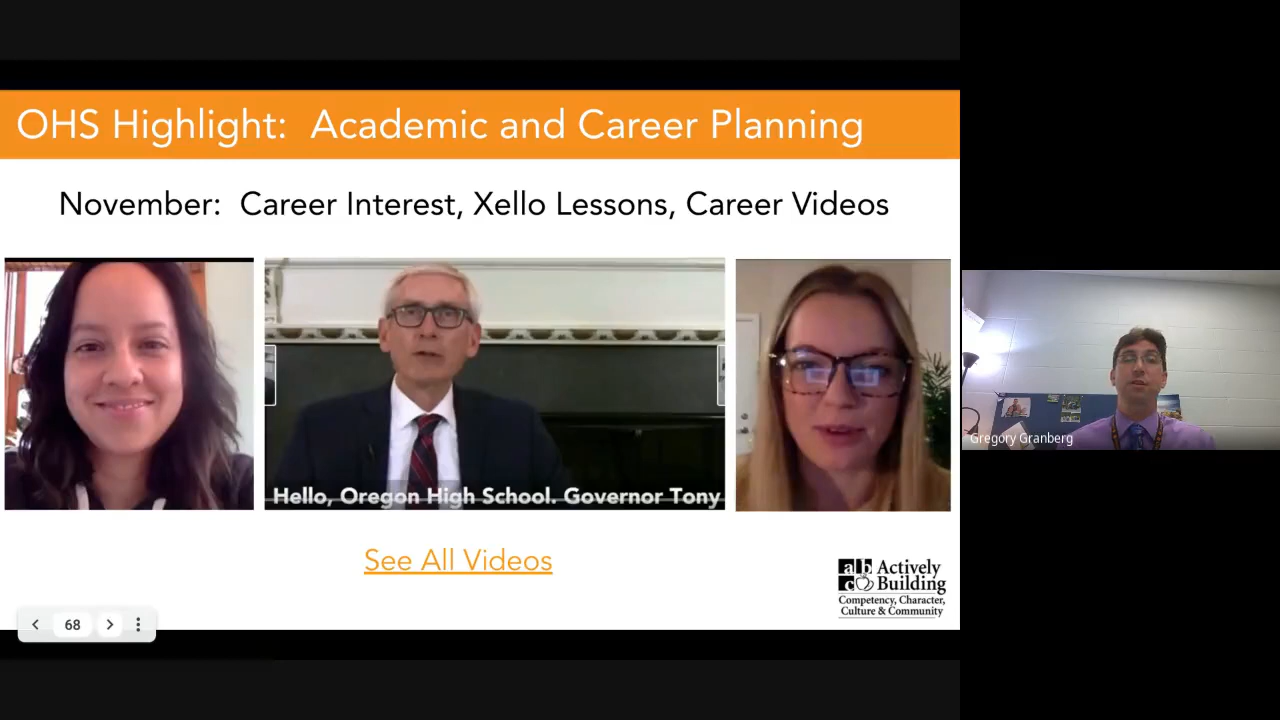 OHS Highlight: Academic and Career Planning
November: Career Interest, Xello Lessons, Career Videos
Hello, Oregon High School. Governor Tony
See All Videos
abc Actively
Building
Competency, Character,
Culture & Community
68
Gregory Granberg